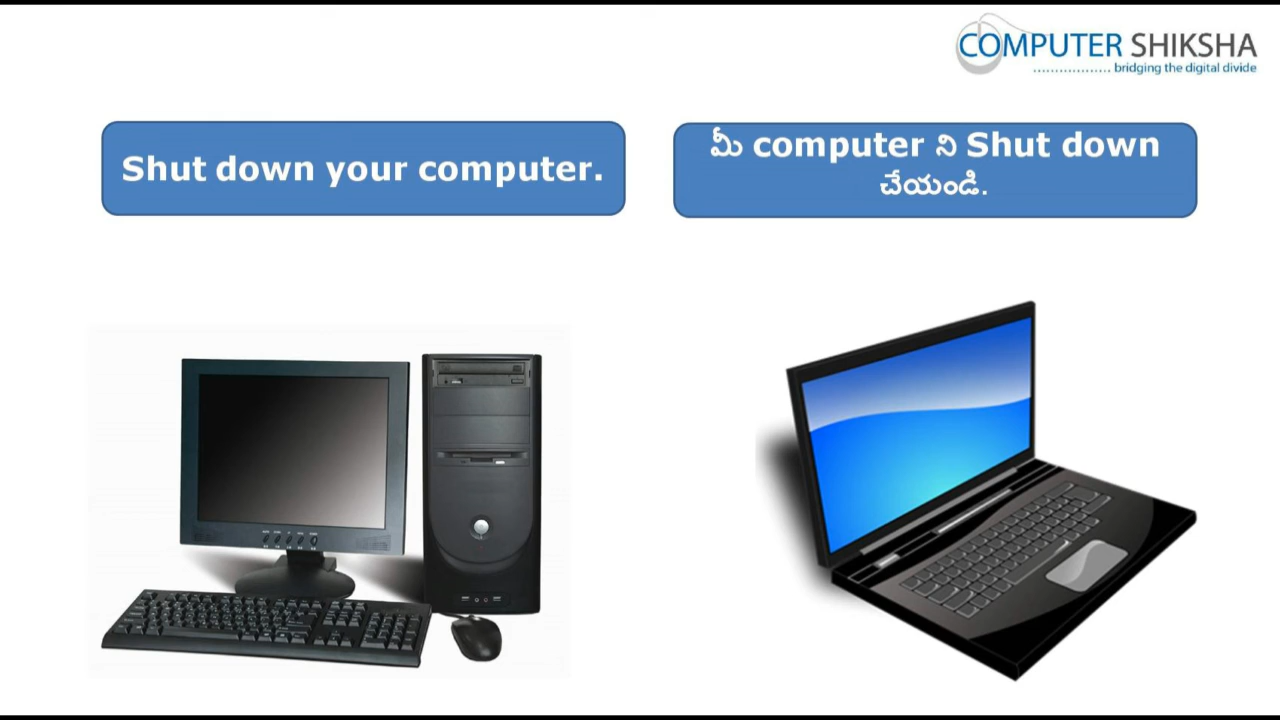 COMPUTER SHIKSHA
.................. bridging the digital divide
Shut down your computer.
మీ computer ని Shut down
చేయండి.